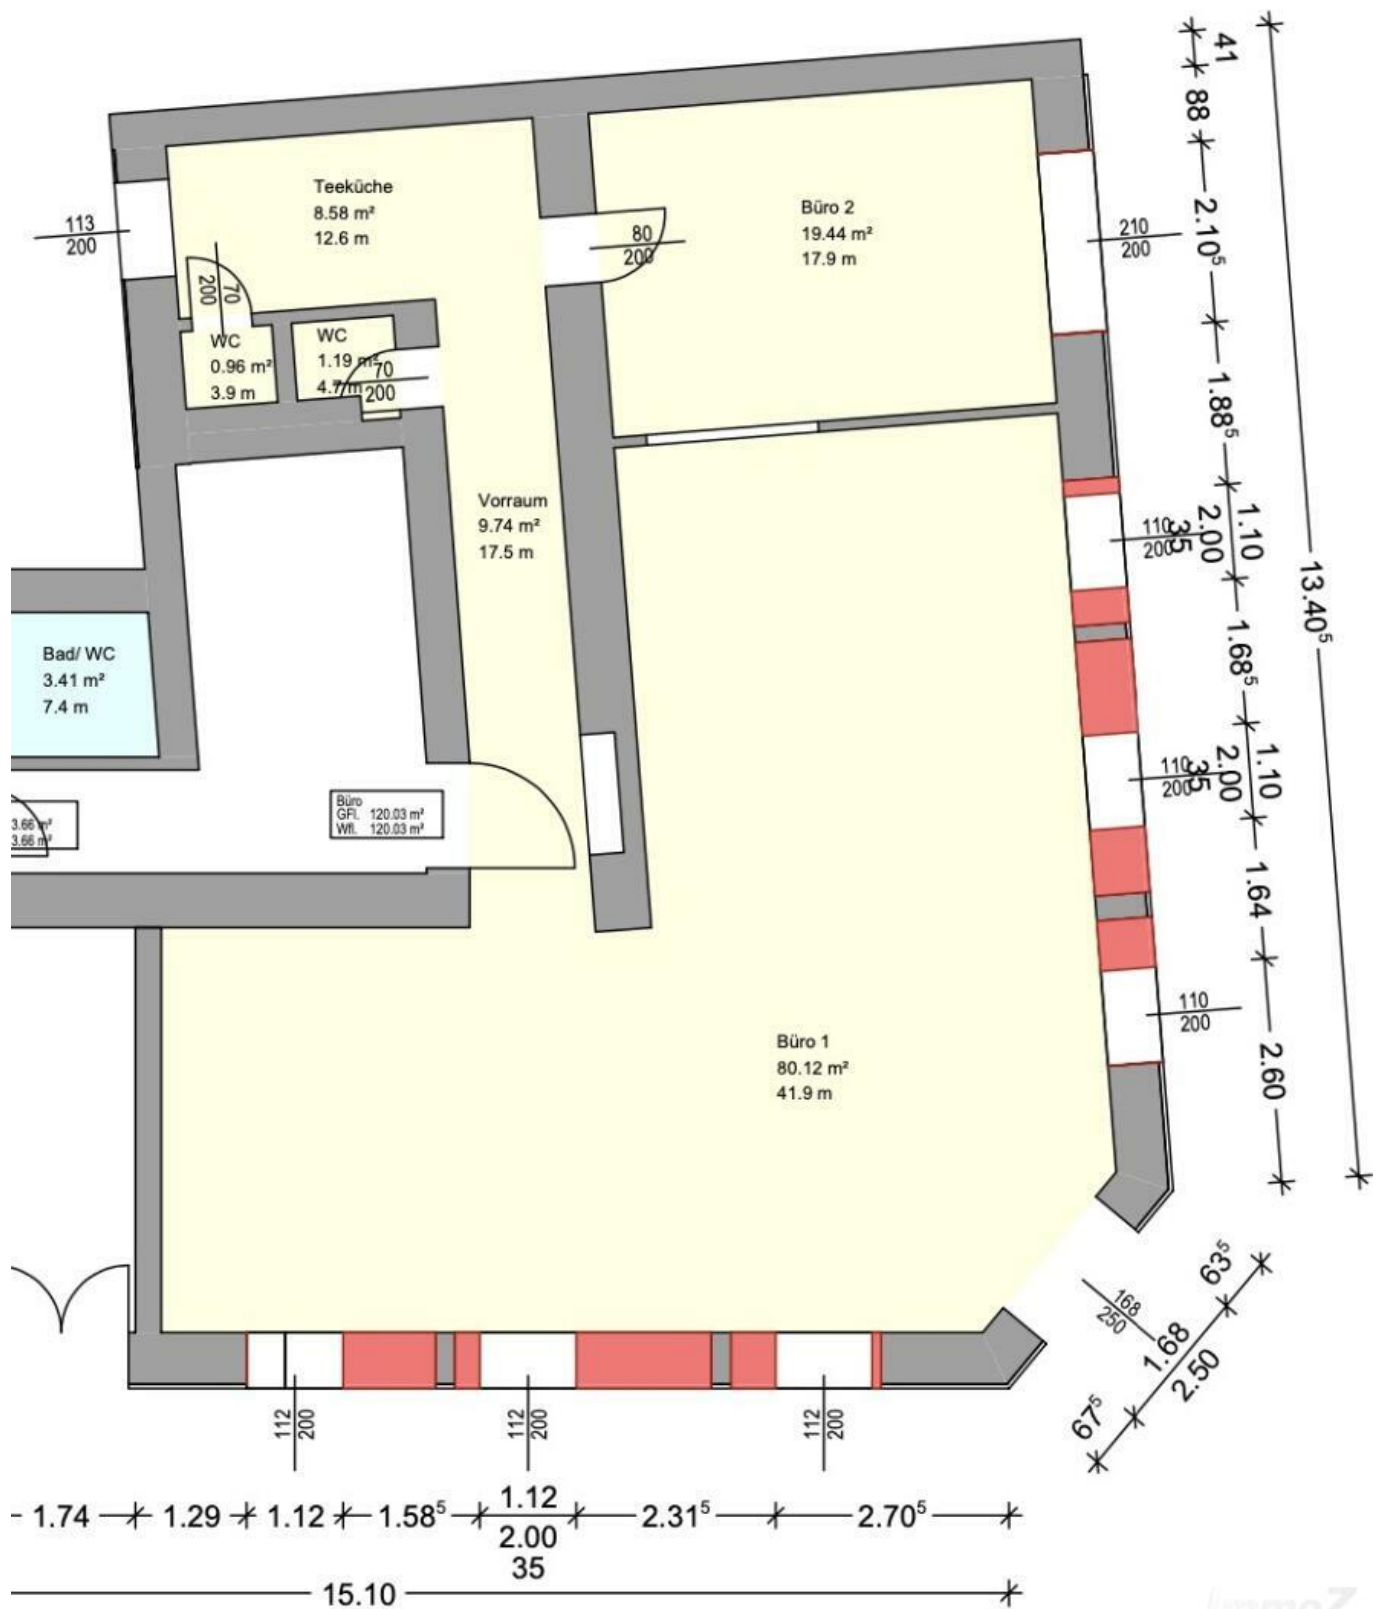 41
88
2.10⁵
1.88⁵
1.10
2.00
35
1.68⁵
1.10
2.00
35
1.64
2.60
13.40⁵
Teeküche
8.58 m²
12.6 m
113
200
80
200
Büro 2
19.44 m²
17.9 m
210
200
70
200
WC
0.96 m²
3.9 m
WC
1.19 m²
4.7 m
70
200
Vorraum
9.74 m²
17.5 m
110
200
Bad/ WC
3.41 m²
7.4 m
110
200
Büro
GFl. 120.03 m²
Wfl. 120.03 m²
3.66 m²
3.66 m²
110
200
Büro 1
80.12 m²
41.9 m
168
250
63⁵
1.68
2.50
67⁵
112
200
112
200
112
200
1.74
1.29
1.12
1.58⁵
1.12
2.00
35
2.31⁵
2.70⁵
15.10